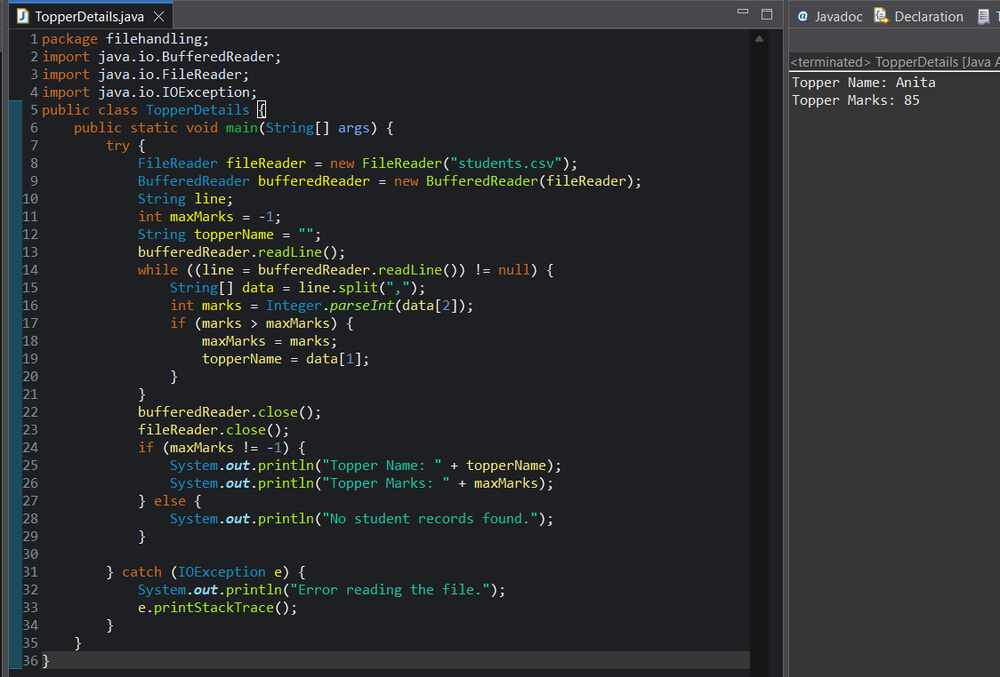 TopperDetails.java
1 package filehandling;
2 import java.io.BufferedReader;
3 import java.io.FileReader;
4 import java.io.IOException;
5 public class TopperDetails {
6     public static void main(String[] args) {
7         try {
8             FileReader fileReader = new FileReader("students.csv");
9             BufferedReader bufferedReader = new BufferedReader(fileReader);
10             String line;
11             int maxMarks = -1;
12             String topperName = "";
13             bufferedReader.readLine();
14             while ((line = bufferedReader.readLine()) != null) {
15                 String[] data = line.split(",");
16                 int marks = Integer.parseInt(data[2]);
17                 if (marks > maxMarks) {
18                     maxMarks = marks;
19                     topperName = data[1];
20                 }
21             }
22             bufferedReader.close();
23             fileReader.close();
24             if (maxMarks != -1) {
25                 System.out.println("Topper Name: " + topperName);
26                 System.out.println("Topper Marks: " + maxMarks);
27             } else {
28                 System.out.println("No student records found.");
29             }
30
31         } catch (IOException e) {
32             System.out.println("Error reading the file.");
33             e.printStackTrace();
34         }
35     }
36 }
@ Javadoc Declaration
<terminated> TopperDetails [Java A
Topper Name: Anita
Topper Marks: 85